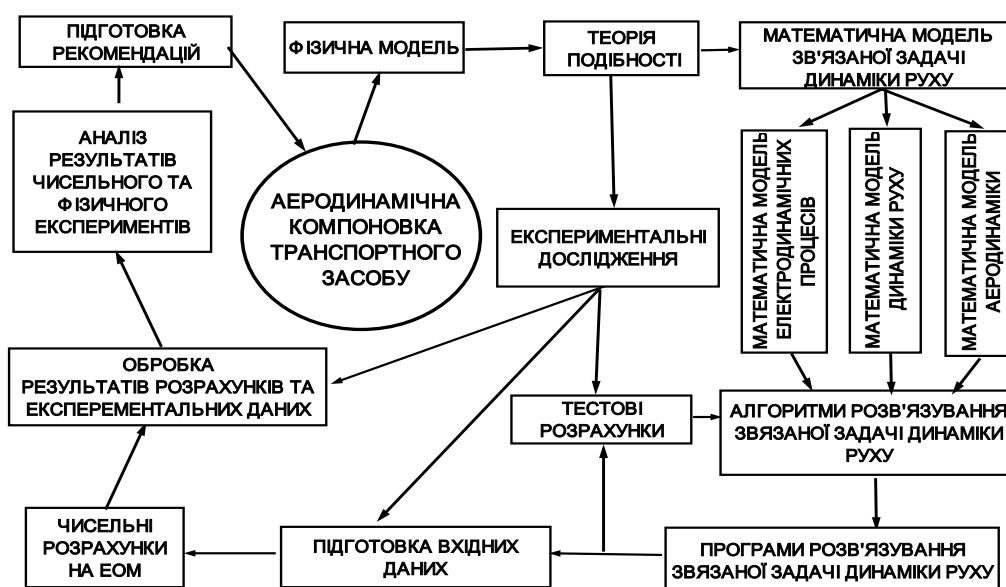 ПІДГОТОВКА
РЕКОМЕНДАЦІЙ
ФІЗИЧНА МОДЕЛЬ
ТЕОРІЯ
ПОДІБНОСТІ
МАТЕМАТИЧНА МОДЕЛЬ
ЗВ'ЯЗАНОЇ ЗАДАЧІ
ДИНАМІКИ РУХУ
АНАЛІЗ
РЕЗУЛЬТАТІВ
ЧИСЕЛЬНОГО ТА
ФІЗИЧНОГО
ЕКСПЕРИМЕНТІВ
АЕРОДИНАМІЧНА
КОМПОНОВКА
ТРАНСПОРТНОГО
ЗАСОБУ
ЕКСПЕРИМЕНТАЛЬНІ
ДОСЛІДЖЕННЯ
МАТЕМАТИЧНА МОДЕЛЬ
ЕЛЕКТРОДИНАМІЧНИХ
ПРОЦЕСІВ
МАТЕМАТИЧНА МОДЕЛЬ
ДИНАМІКИ РУХУ
МАТЕМАТИЧНА МОДЕЛЬ
АЕРОДИНАМІКИ
ОБРОБКА
РЕЗУЛЬТАТІВ РОЗРАХУНКІВ ТА
ЕКСПЕРЕМЕНТАЛЬНИХ ДАНИХ
ТЕСТОВІ
РОЗРАХУНКИ
АЛГОРИТМИ РОЗВ'ЯЗУВАННЯ
ЗВЯЗАНОЇ ЗАДАЧІ ДИНАМІКИ
РУХУ
ЧИСЕЛЬНІ
РОЗРАХУНКИ
НА ЕОМ
ПІДГОТОВКА ВХІДНИХ
ДАНИХ
ПРОГРАМИ РОЗВ'ЯЗУВАННЯ
ЗВЯЗАНОЇ ЗАДАЧІ ДИНАМІКИ РУХУ